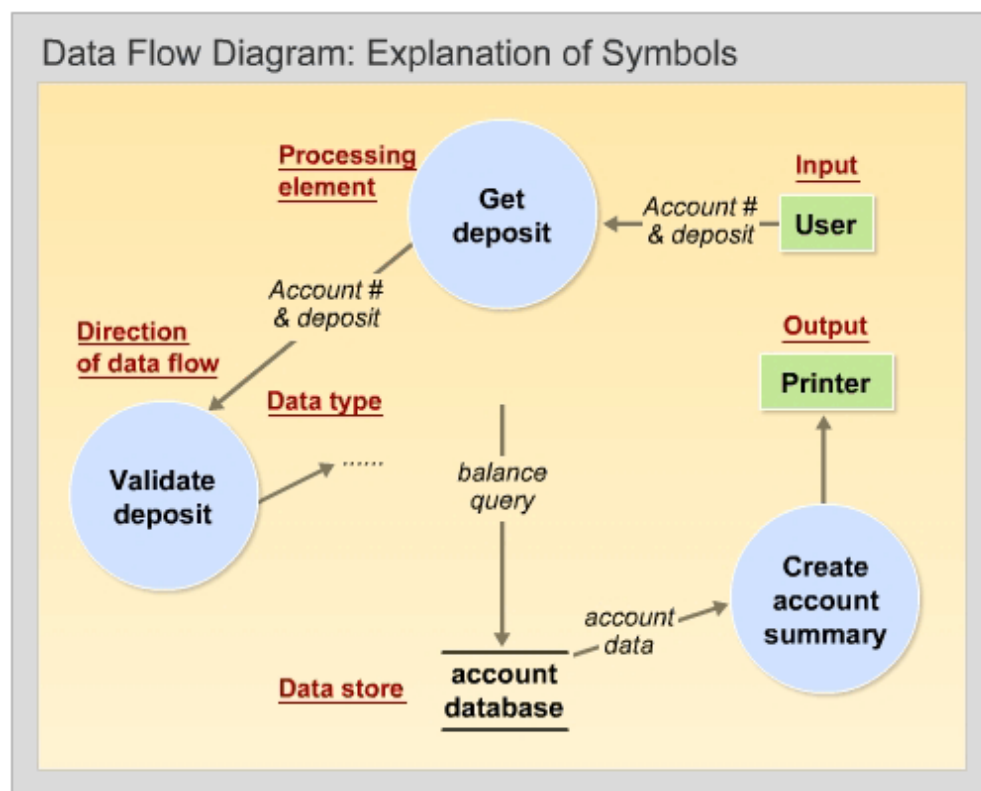 Data Flow Diagram: Explanation of Symbols
Processing
element
Get
deposit
Account #
& deposit
Input
User
Account #
& deposit
Direction
of data flow
Output
Printer
Data type
......
Validate
deposit
balance
query
Create
account
summary
account
data
Data store
account
database